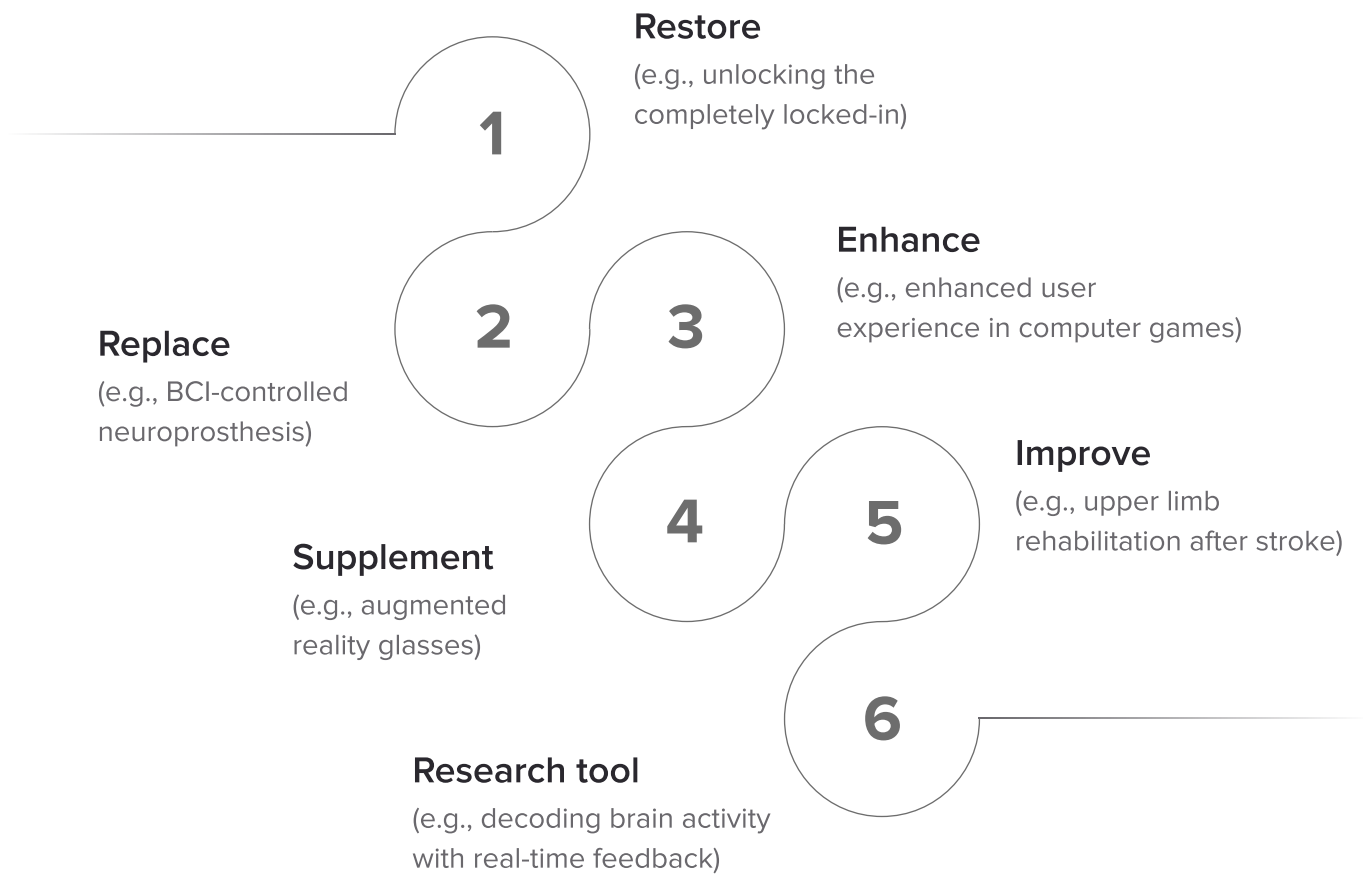 1
Restore
(e.g., unlocking the
completely locked-in)
2
Replace
(e.g., BCI-controlled
neuroprosthesis)
3
Enhance
(e.g., enhanced user
experience in computer games)
4
Supplement
(e.g., augmented
reality glasses)
5
Improve
(e.g., upper limb
rehabilitation after stroke)
6
Research tool
(e.g., decoding brain activity
with real-time feedback)